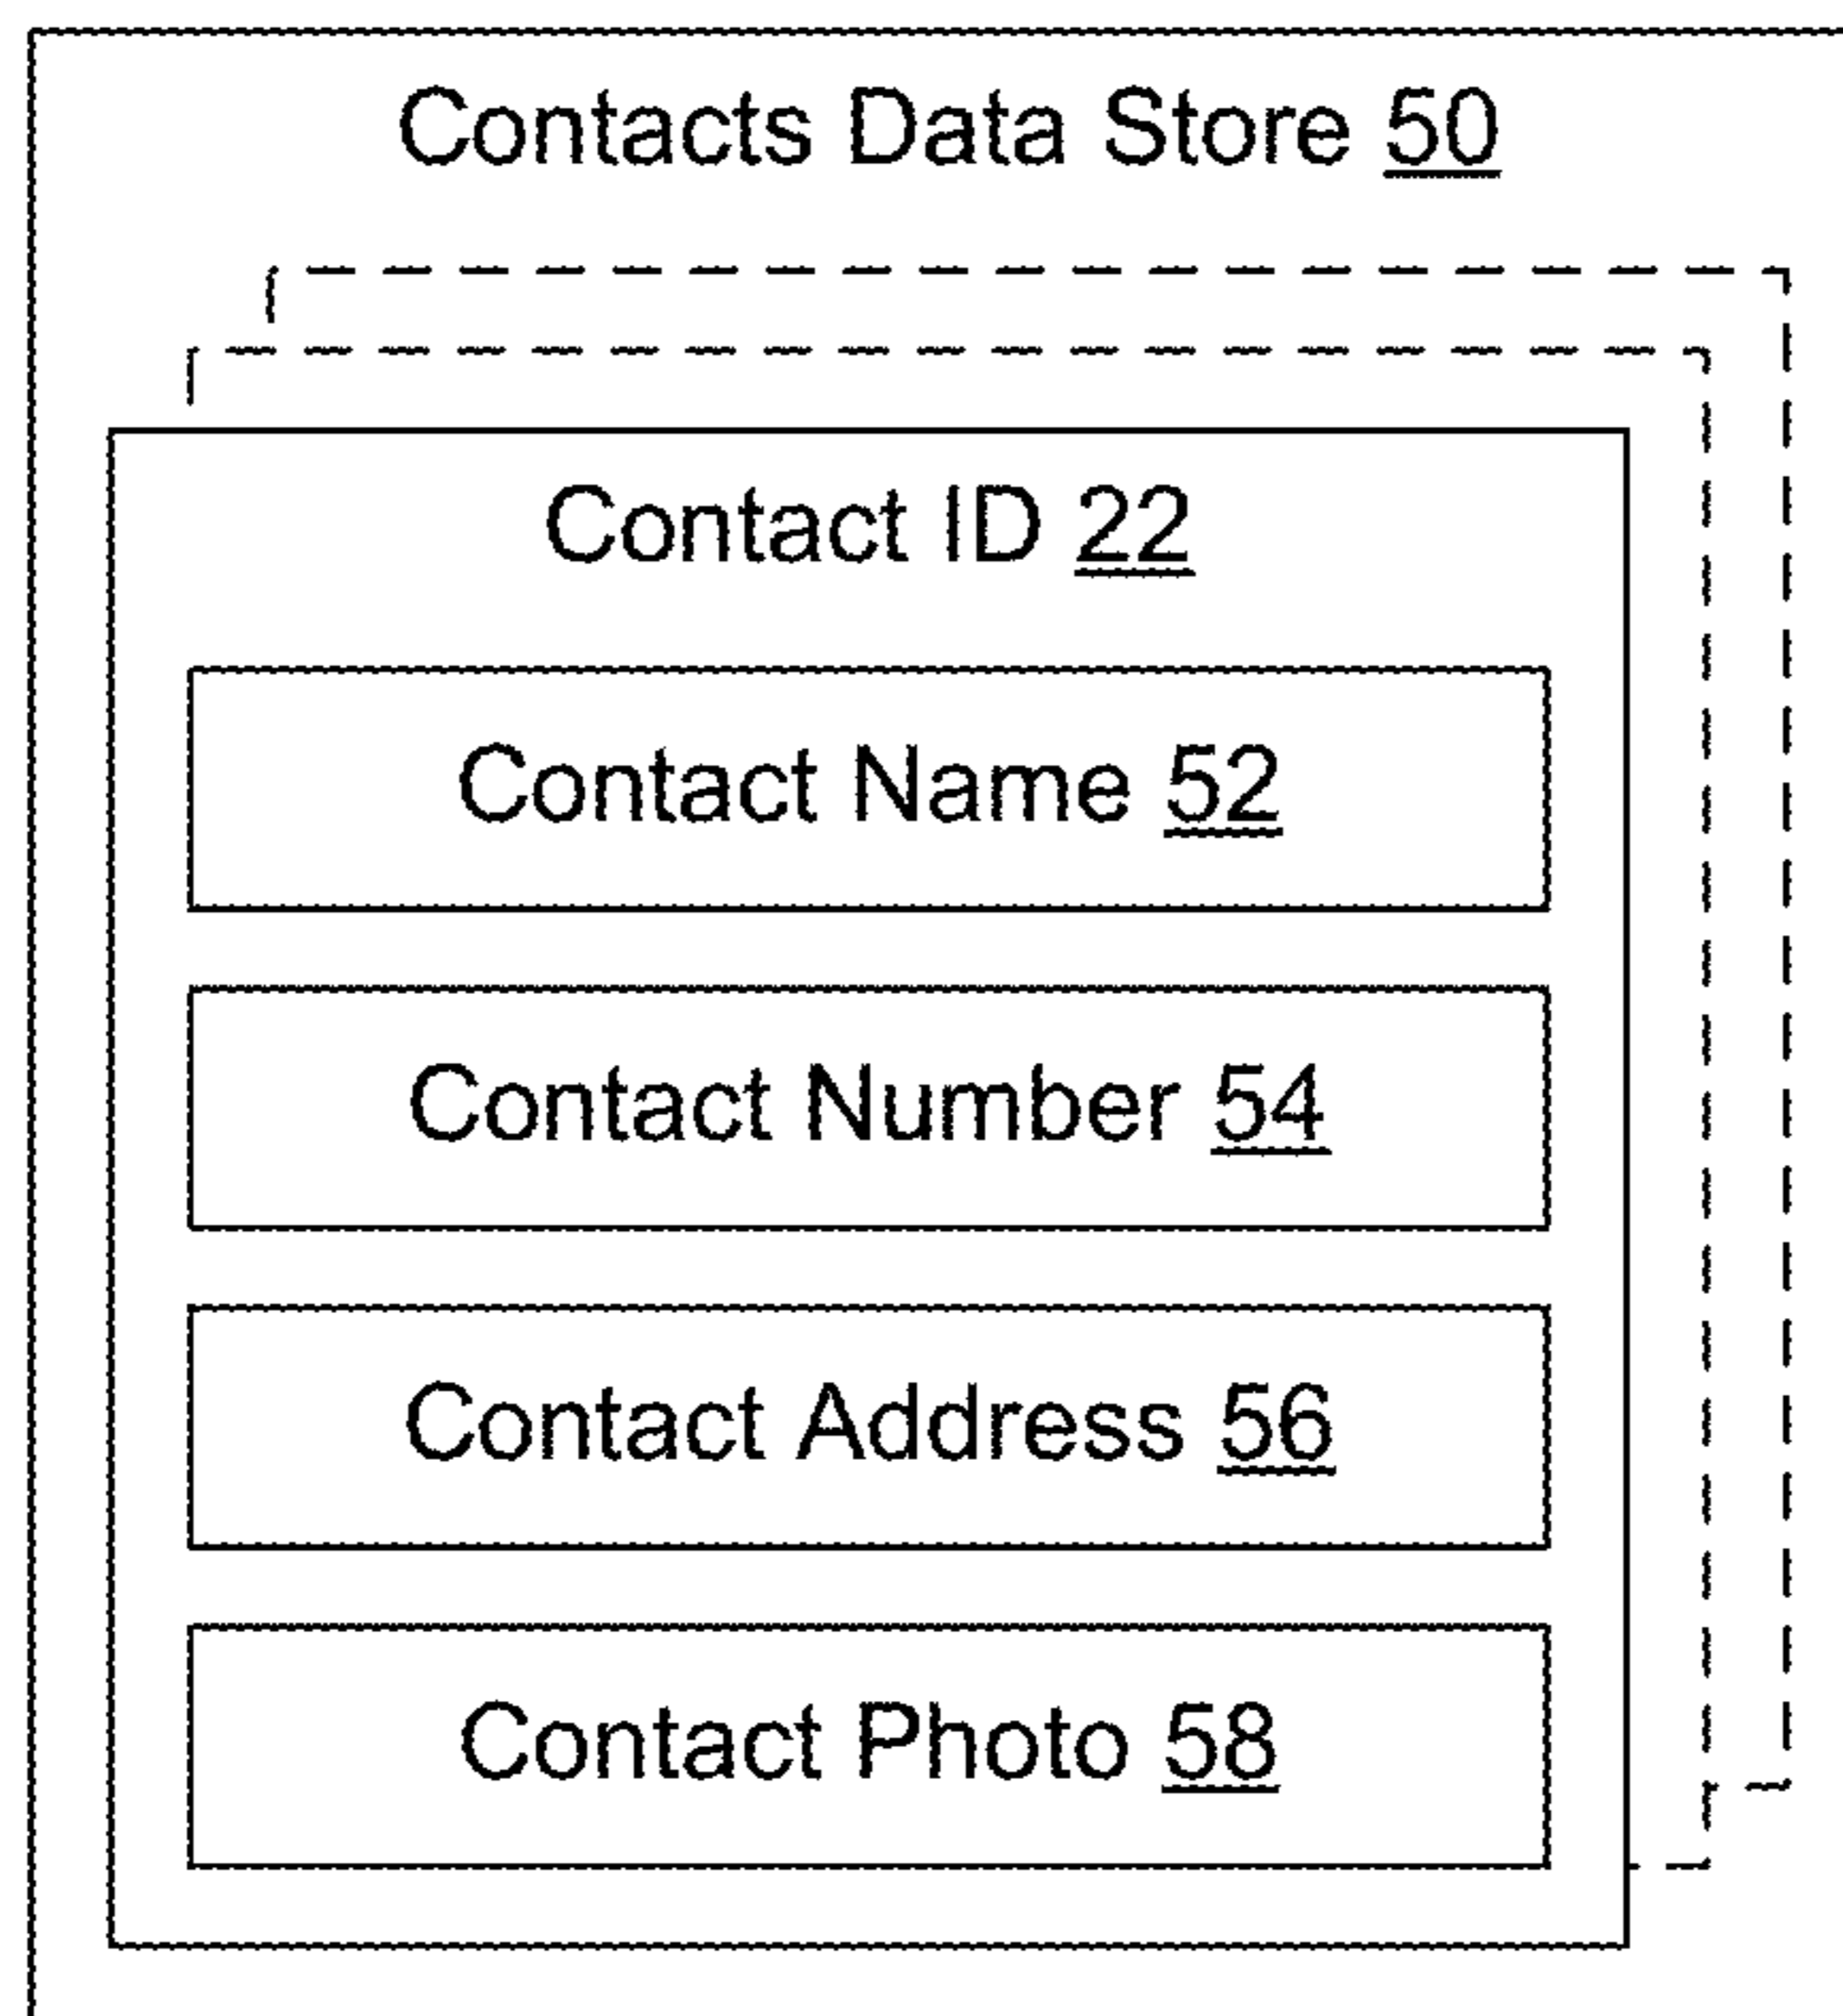 Contacts Data Store 50
Contact ID 22
Contact Name 52
Contact Number 54
Contact Address 56
Contact Photo 58